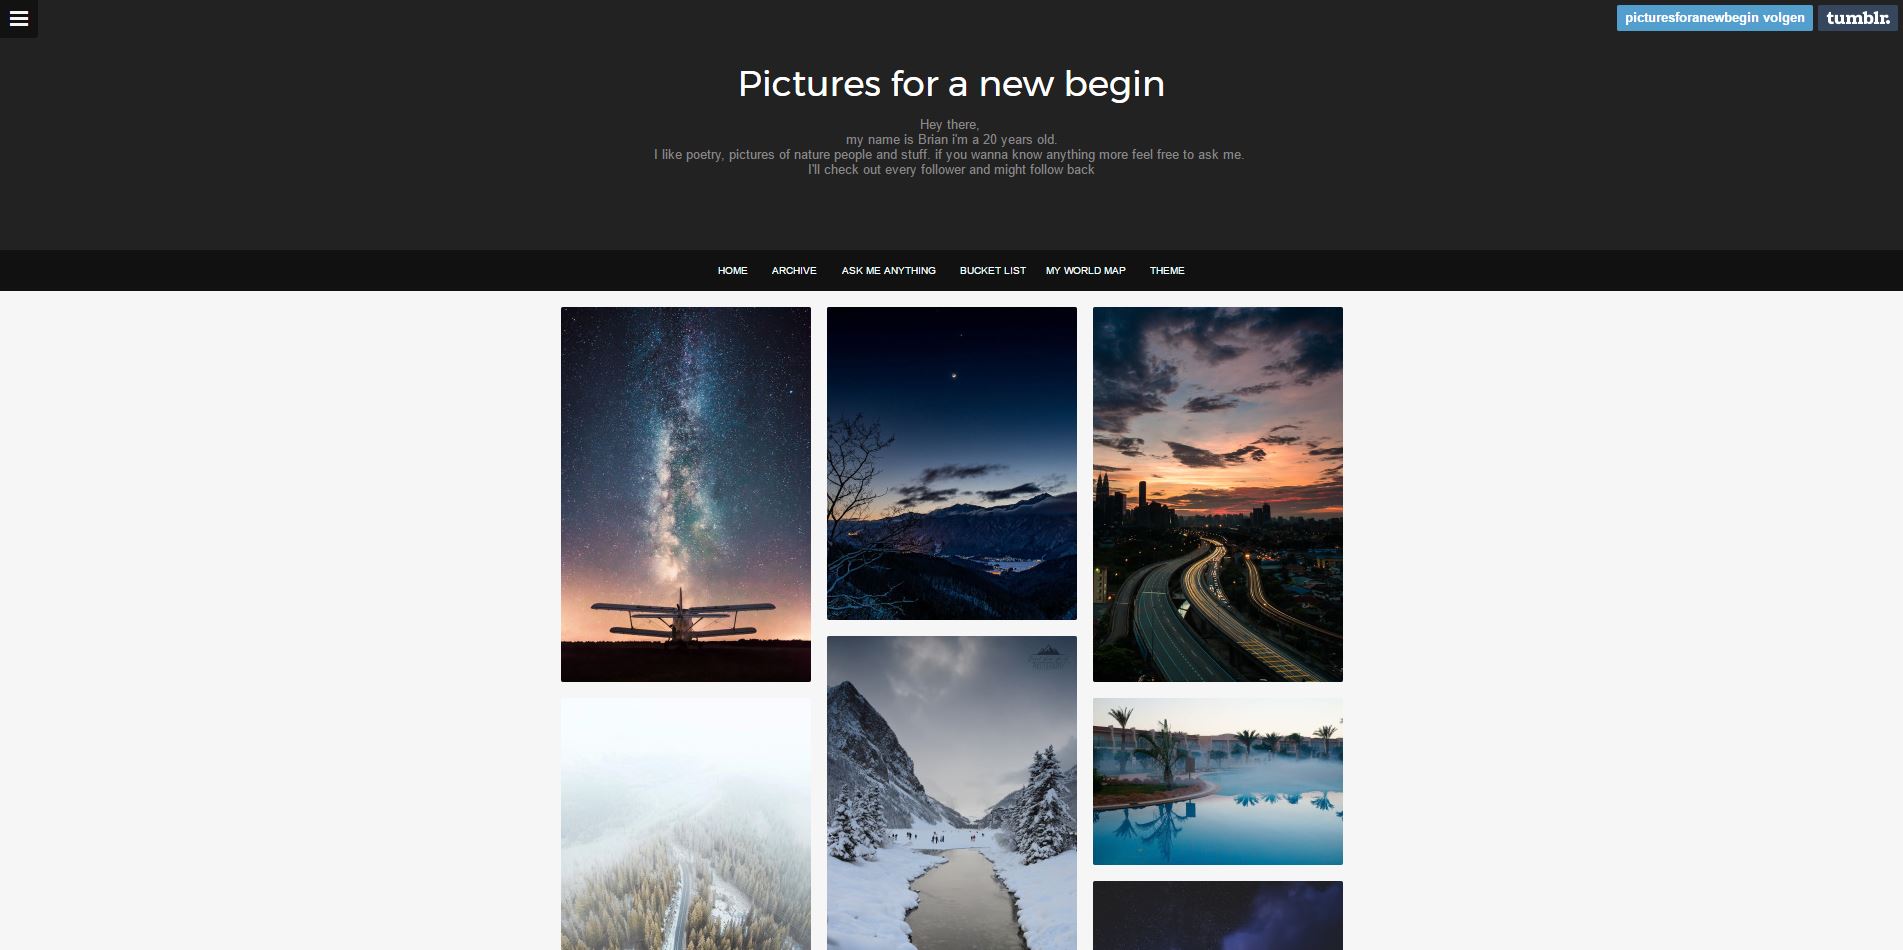 picturesforanewbegin volgen
tumblr.
Pictures for a new begin
Hey there,
my name is Brian i'm a 20 years old.
I like poetry, pictures of nature people and stuff. if you wanna know anything more feel free to ask me.
I'll check out every follower and might follow back
HOME ARCHIVE ASK ME ANYTHING BUCKET LIST MY WORLD MAP THEME